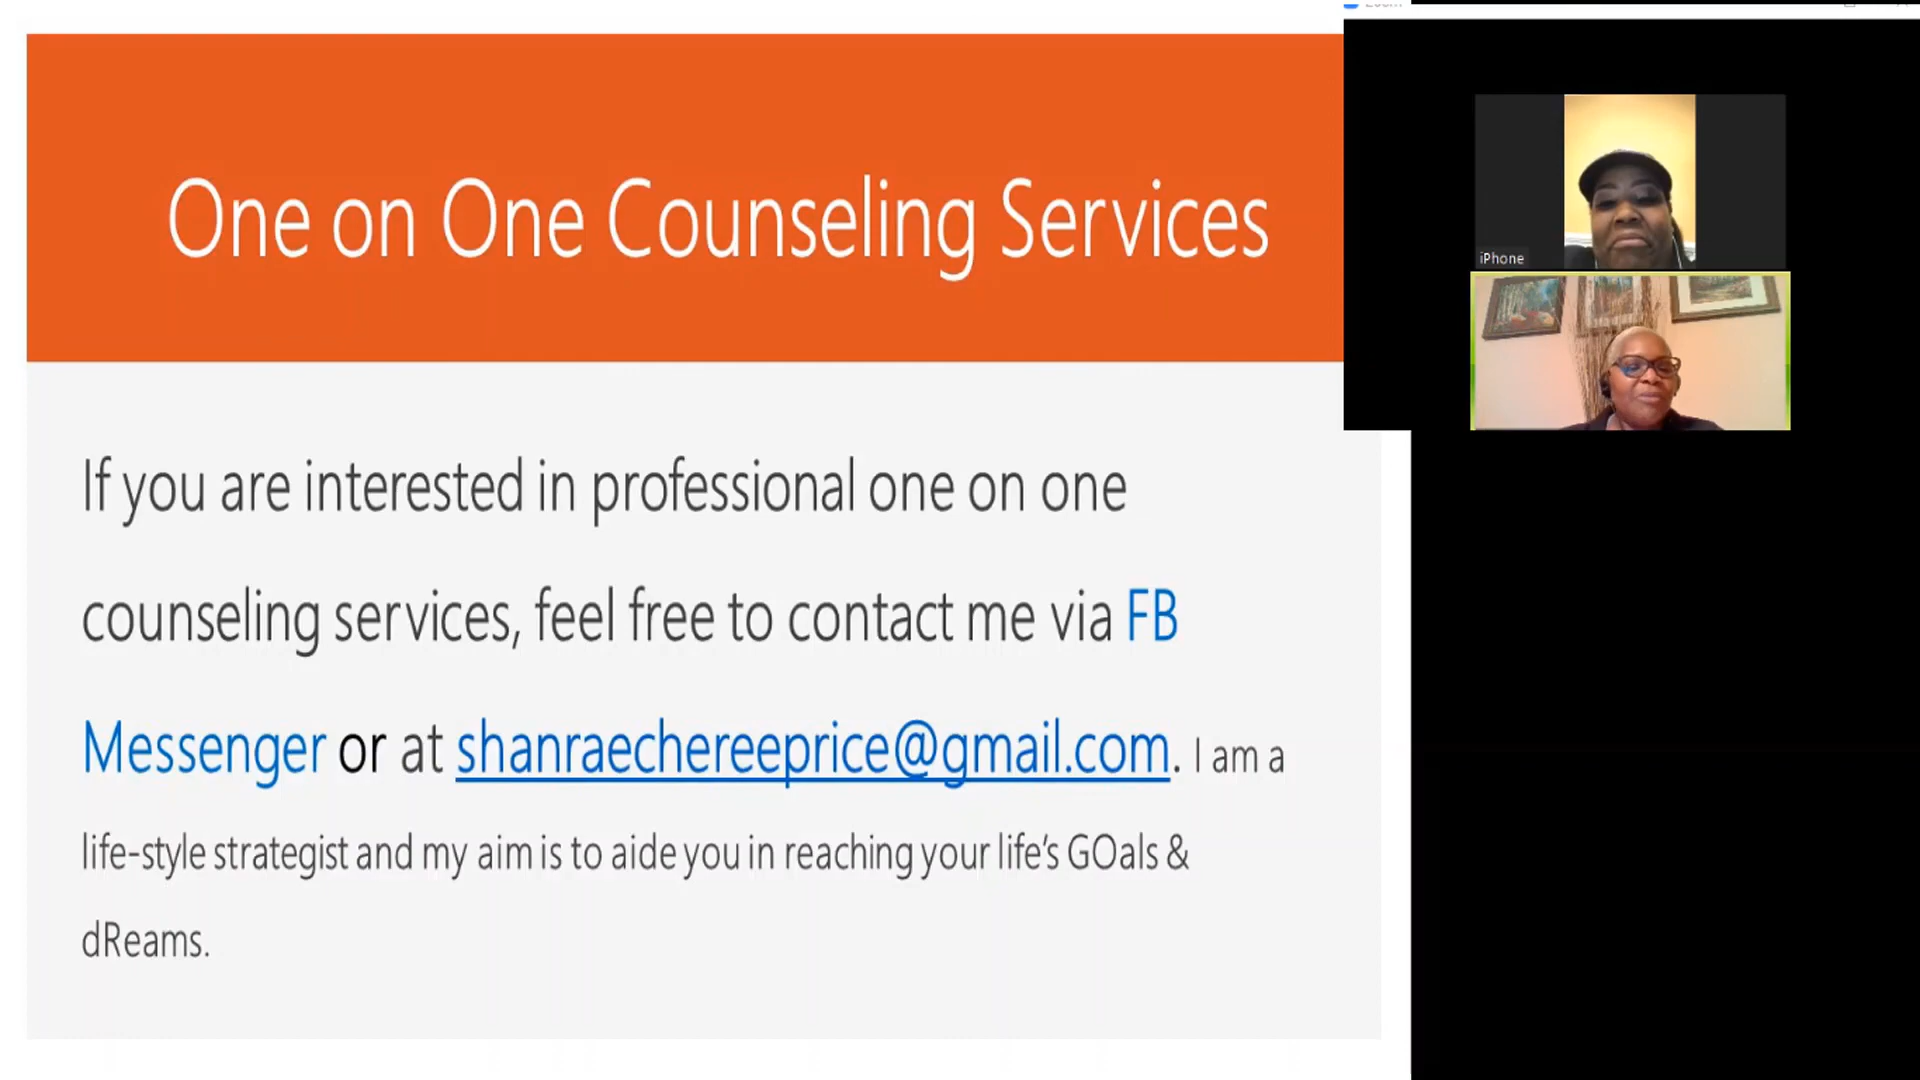 One on One Counseling Services
If you are interested in professional one on one
counseling services, feel free to contact me via FB
Messenger or at shanraechereeprice@gmail.com. I am a
life-style strategist and my aim is to aide you in reaching your life's GOals &
dReams.
iPhone